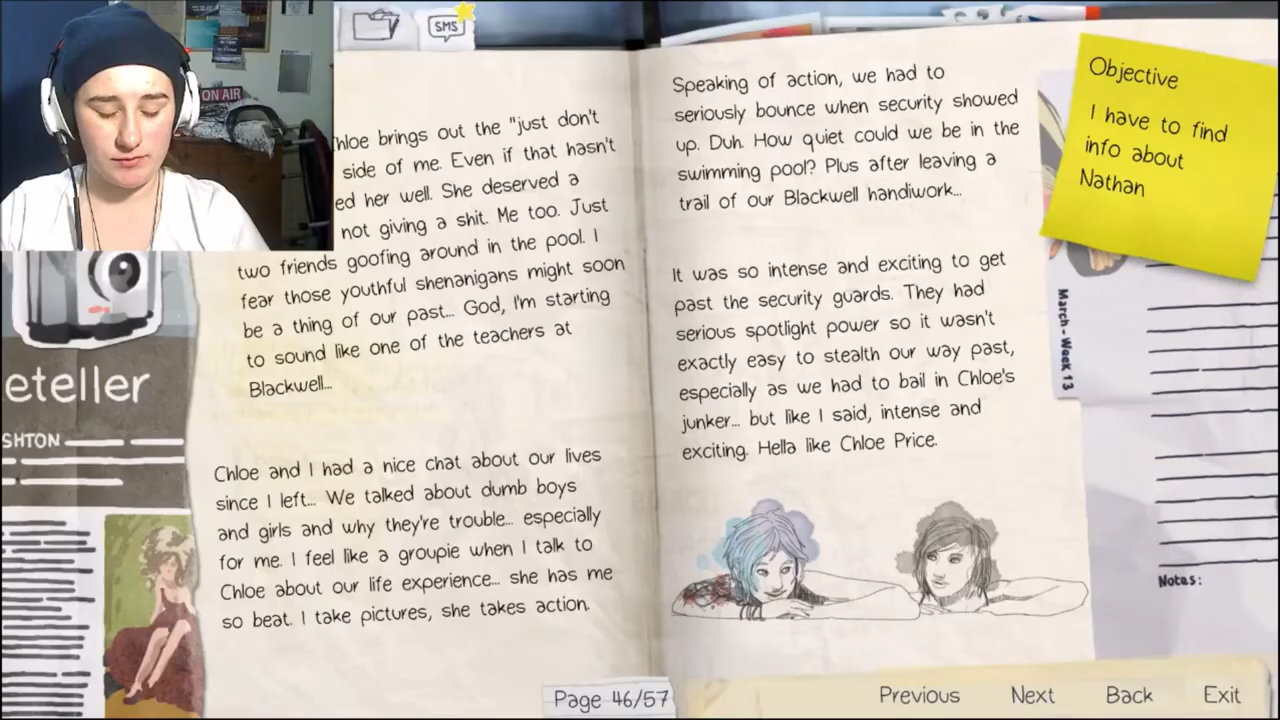 SMS
ON AIR
hloe brings out the "just don't
side of me. Even if that hasn't
ed her well. She deserved a
not giving a shit. Me too. Just
two friends goofing around in the pool. I
fear those youthful shenanigans might soon
be a thing of our past... God, I'm starting
to sound like one of the teachers at
Blackwell...
Chloe and I had a nice chat about our lives
since I left... We talked about dumb boys
and girls and why they're trouble... especially
for me. I feel like a groupie when I talk to
Chloe about our life experience... she has me
so beat. I take pictures, she takes action.
eteller
SHTON
Speaking of action, we had to
seriously bounce when security showed
up. Duh. How quiet could we be in the
swimming pool? Plus after leaving a
trail of our Blackwell handiwork...
It was so intense and exciting to get
past the security guards. They had
serious spotlight power so it wasn't
exactly easy to stealth our way past,
especially as we had to bail in Chloe's
junker... but like I said, intense and
exciting. Hella like Chloe Price.
Objective
I have to find
info about
Nathan
March - Week 13
Notes:
Page 46/57
Previous Next Back Exit